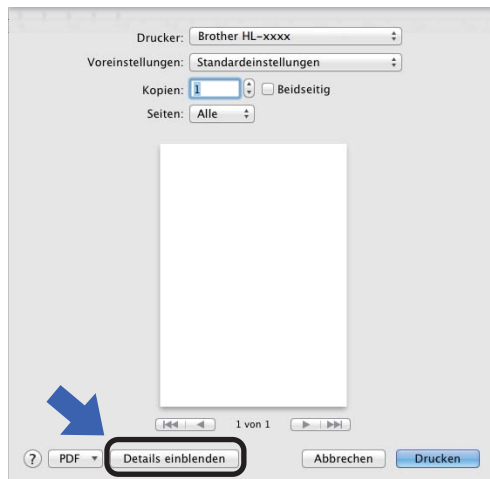 Drucker: Brother HL-xxxx
Voreinstellungen: Standardeinstellungen
Kopien: 1 Beidseitig
Seiten: Alle
1 von 1
? PDF Details einblenden Abbrechen Drucken